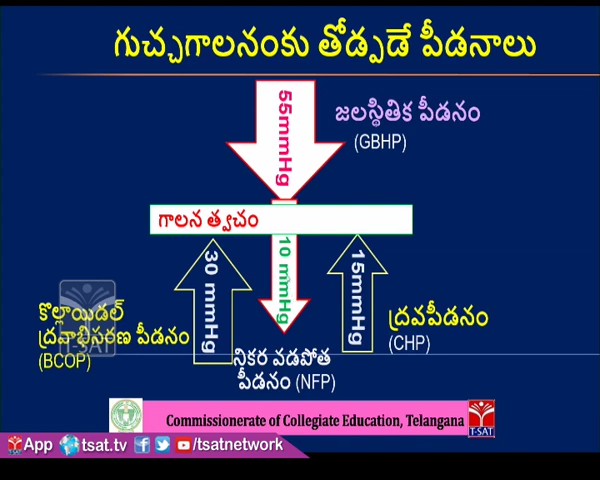 గుచ్ఛగాలనంకు తోడ్పడే పీడనాలు
55mmHg
జలస్థితిక పీడనం
(GBHP)
గాలన త్వచం
30 mmHg
10 mmHg
15mmHg
కొల్లాయిడల్
ద్రవాభిసరణ పీడనం
(BCOP)
ద్రవపీడనం
(CHP)
నికర వడపోత
పీడనం (NFP)
T-SAT
Commissionerate of Collegiate Education, Telangana
T-SAT
App tsat.tv /tsatnetwork